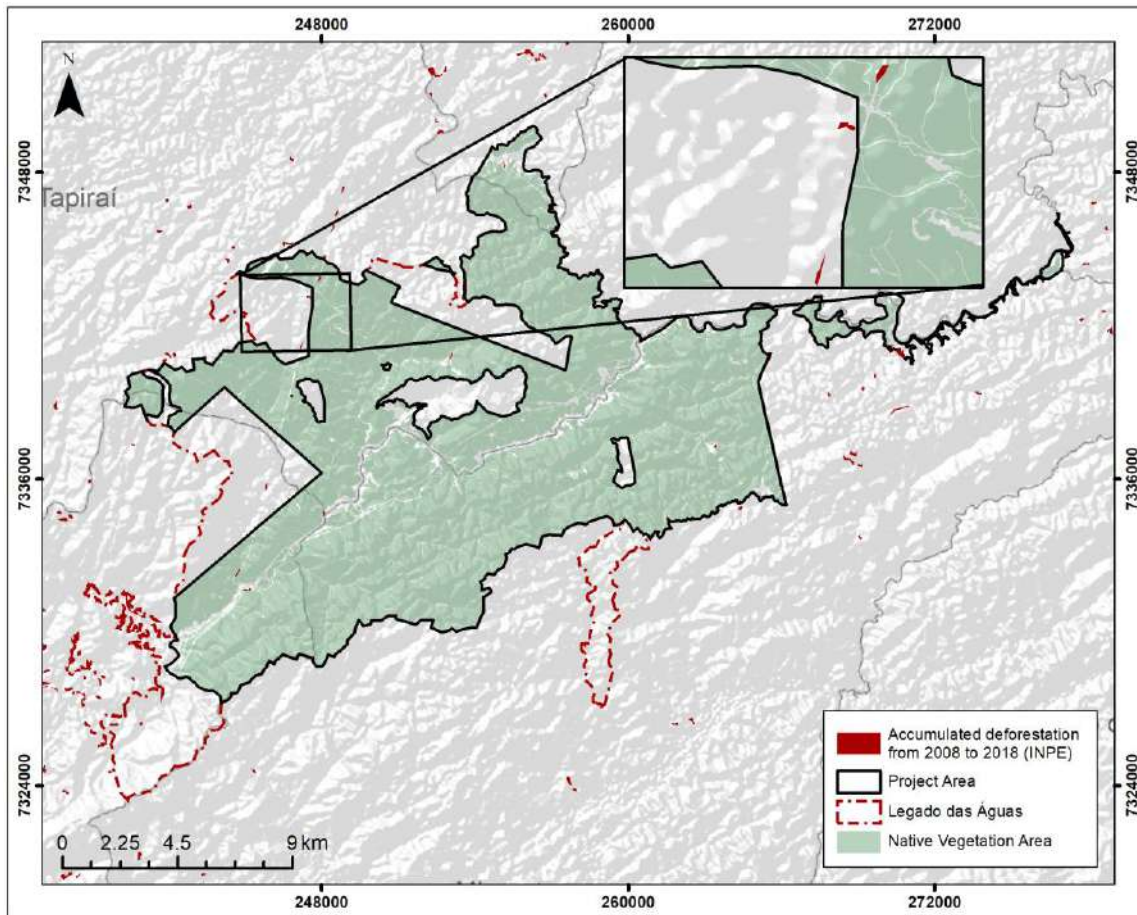 248000
260000
272000
N
7348000
7348000
Tapiraí
7336000
7336000
7324000
7324000
Accumulated deforestation
from 2008 to 2018 (INPE)
Project Area
Legado das Águas
Native Vegetation Area
0 2.25 4.5 9 km
248000
260000
272000